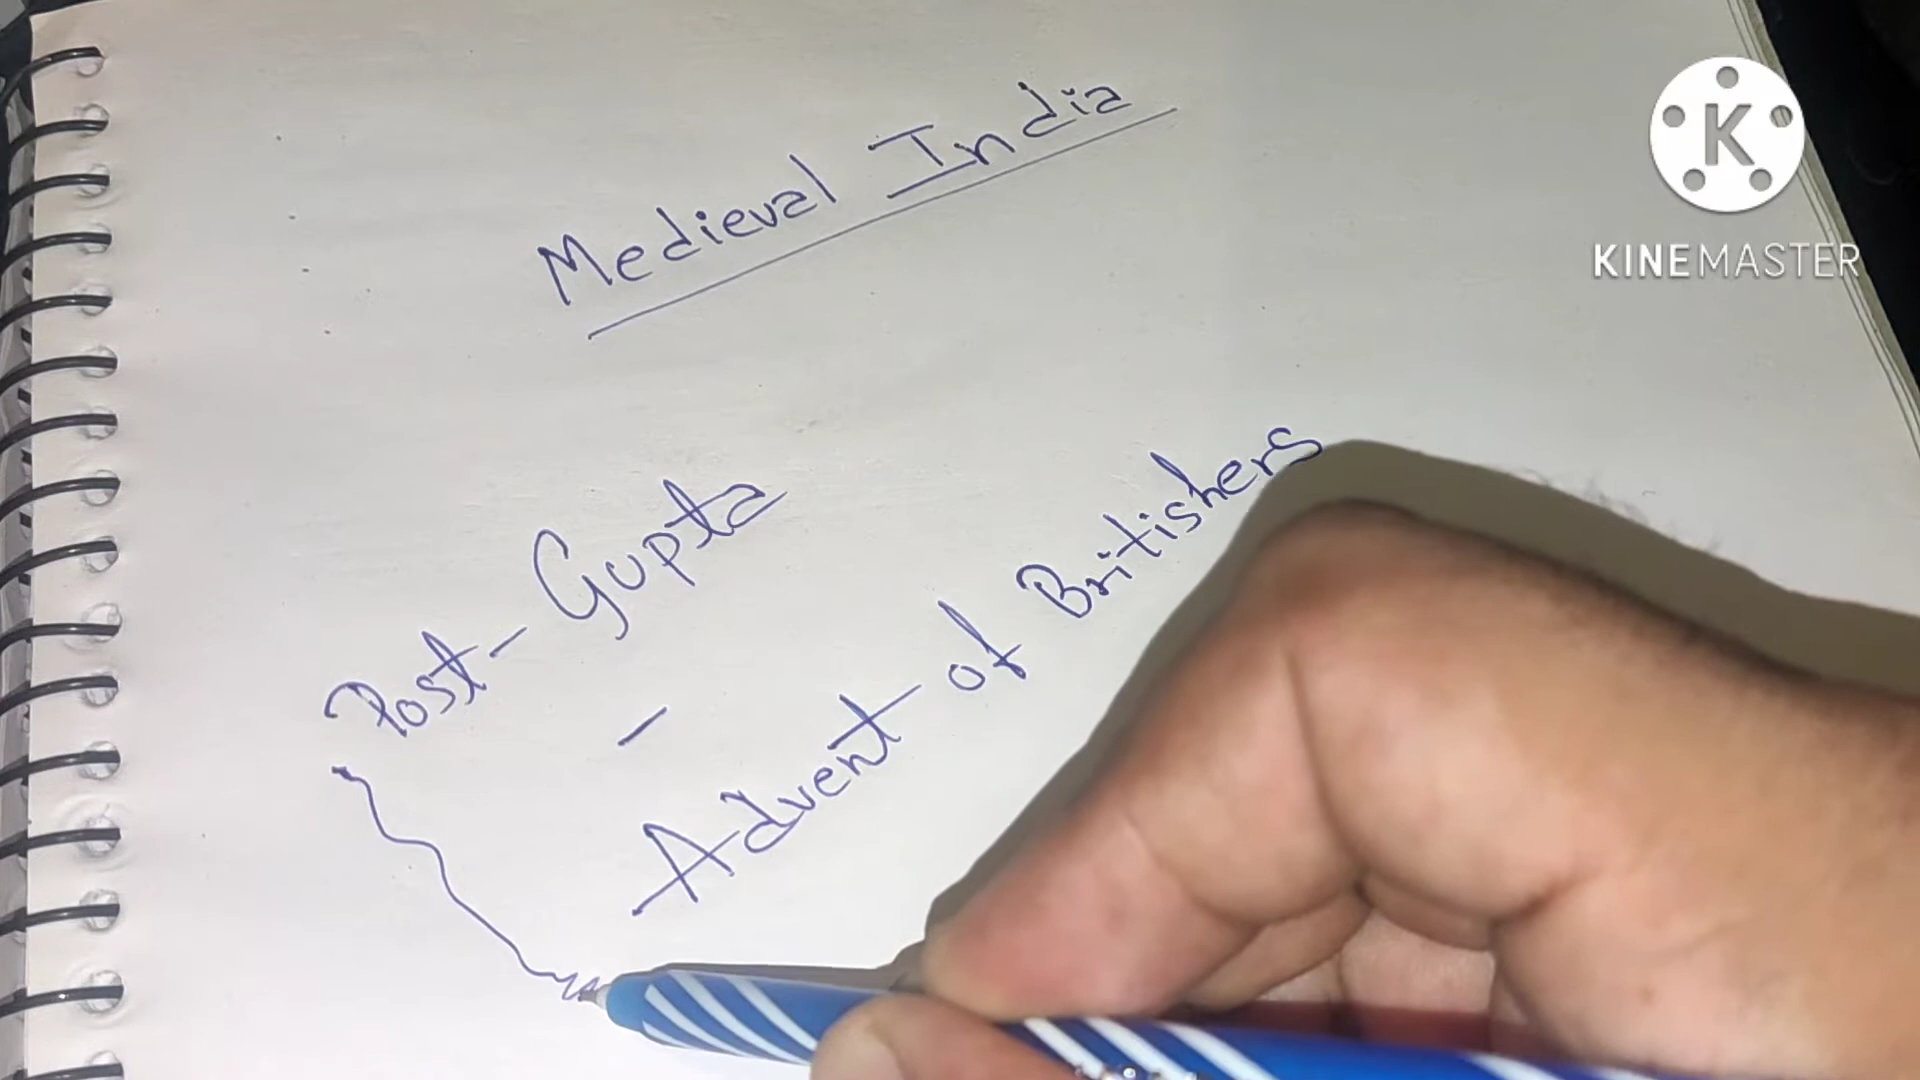 Medieval India
Post-Gupta
-
Advent of Britishers
K
KINEMASTER